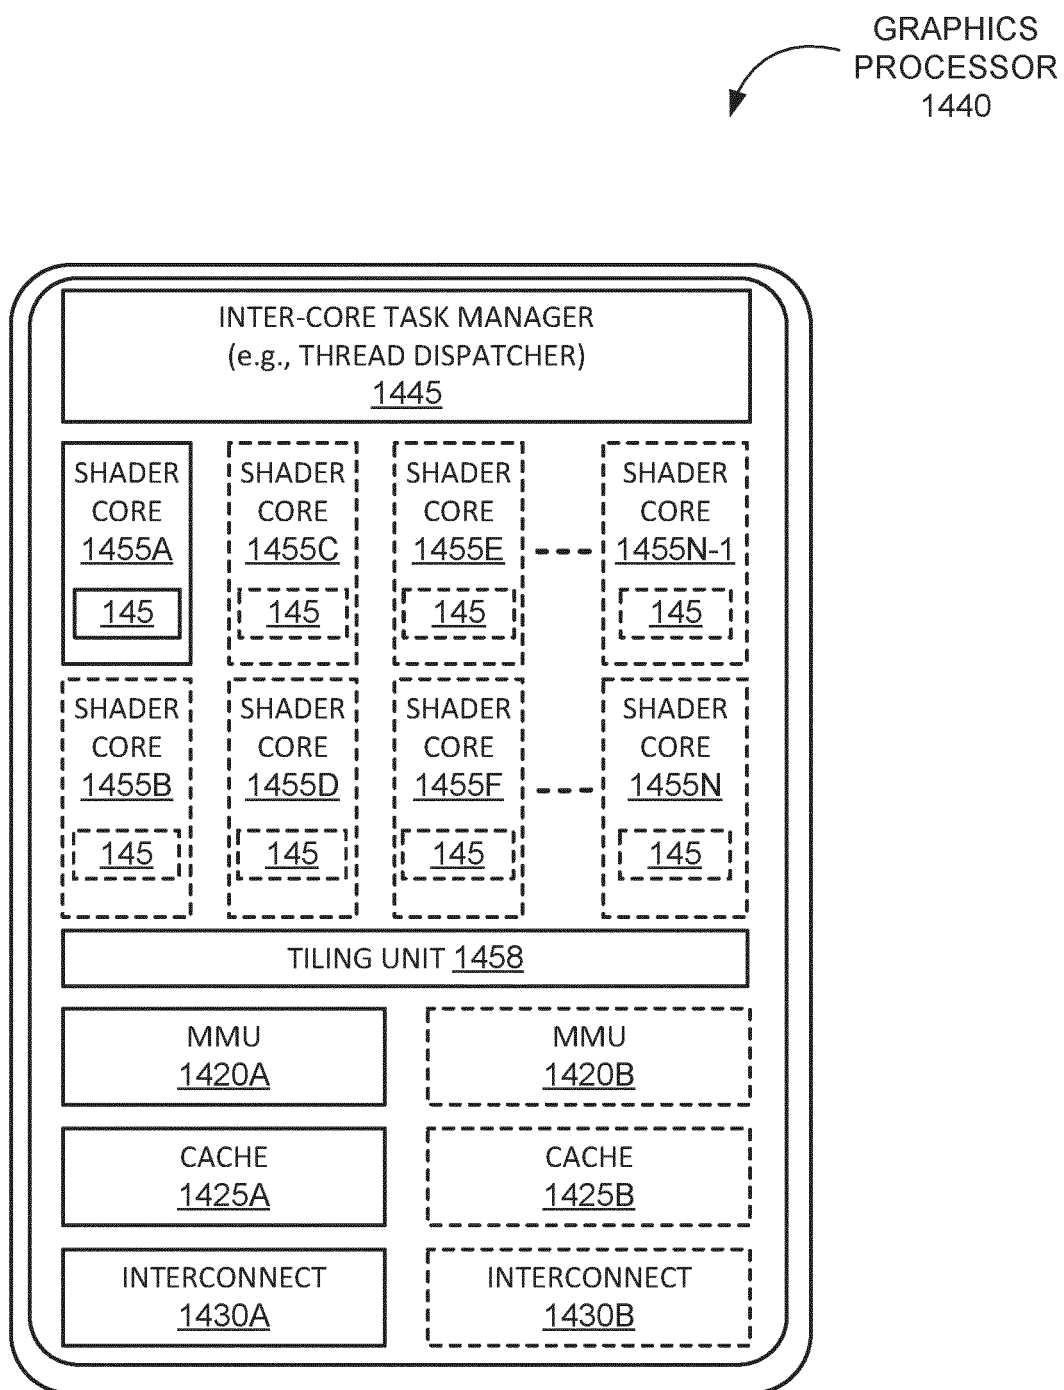 GRAPHICS
PROCESSOR
1440
INTER-CORE TASK MANAGER
(e.g., THREAD DISPATCHER)
1445
SHADER
CORE
1455A
145
SHADER
CORE
1455C
145
SHADER
CORE
1455E
145
SHADER
CORE
1455N-1
145
SHADER
CORE
1455B
145
SHADER
CORE
1455D
145
SHADER
CORE
1455F
145
SHADER
CORE
1455N
145
TILING UNIT 1458
MMU
1420A
MMU
1420B
CACHE
1425A
CACHE
1425B
INTERCONNECT
1430A
INTERCONNECT
1430B